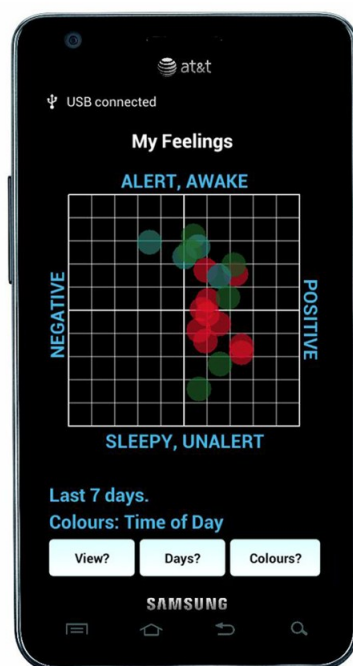 at&t
USB connected
My Feelings
ALERT, AWAKE
NEGATIVE
POSITIVE
SLEEPY, UNALERT
Last 7 days.
Colours: Time of Day
View? Days? Colours?
SAMSUNG